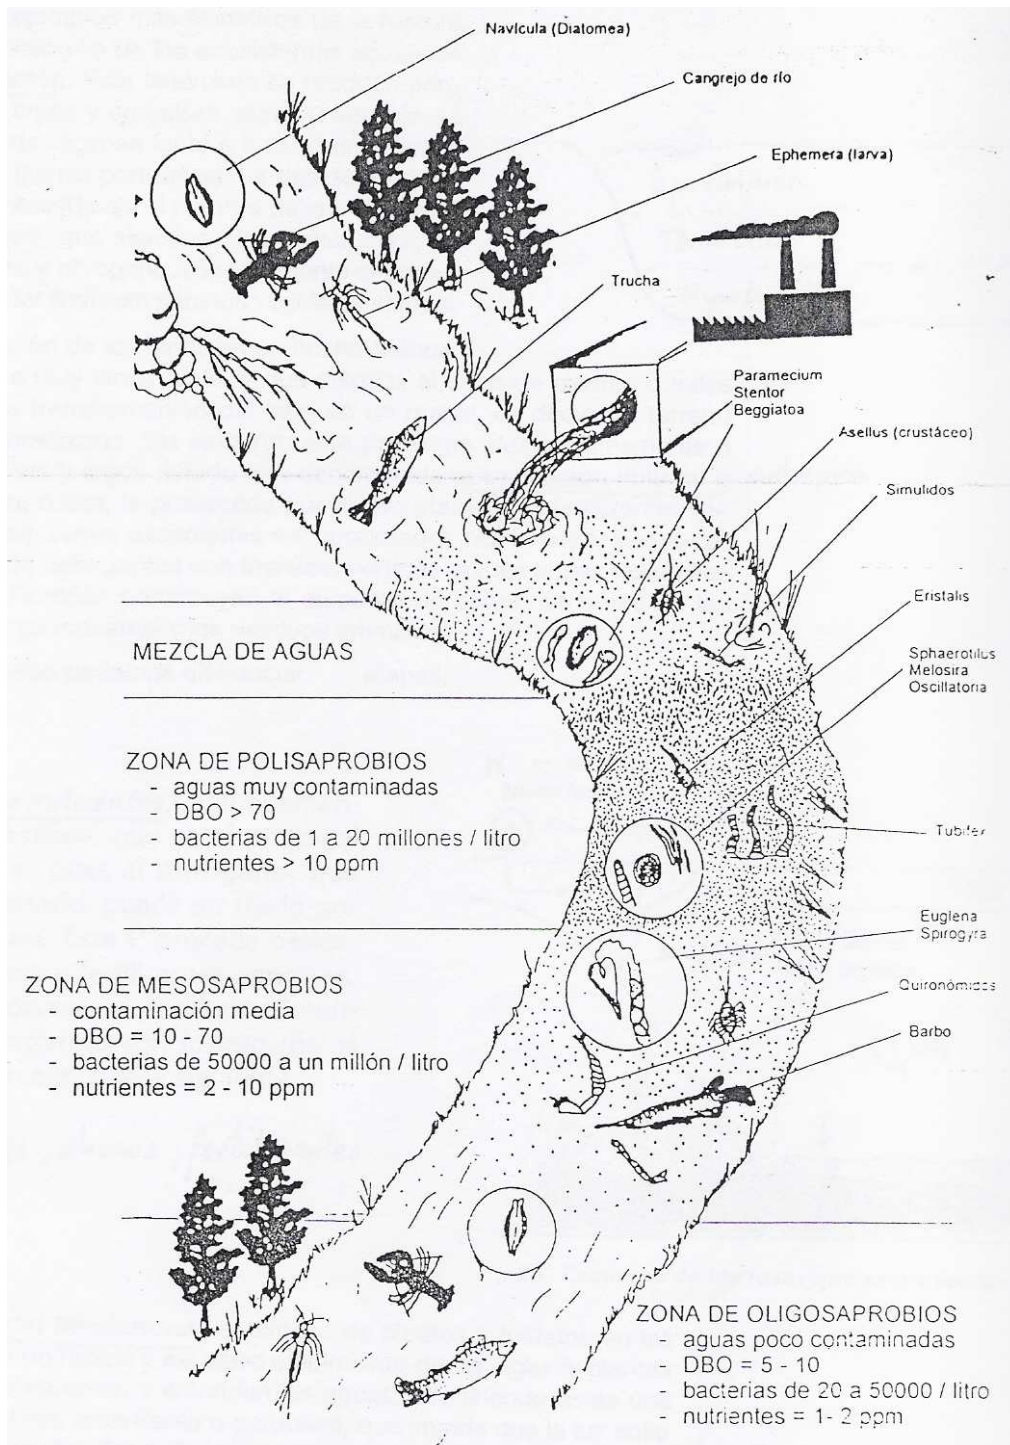 Navícula (Diatomea)
Cangrejo de río
Ephemera (larva)
Trucha
Paramecium
Stentor
Beggiatoa
Asellus (crustáceo)
Simulidos
Eristalis
Sphaerotilus
Melosira
Oscillatoria
MEZCLA DE AGUAS
ZONA DE POLISAPROBIOS
- aguas muy contaminadas
- DBO > 70
- bacterias de 1 a 20 millones / litro
- nutrientes > 10 ppm
Tubifex
Euglena
Spirogyra
ZONA DE MESOSAPROBIOS
- contaminación media
- DBO = 10 - 70
- bacterias de 50000 a un millón / litro
- nutrientes = 2 - 10 ppm
Quironómidos
Barbo
ZONA DE OLIGOSAPROBIOS
- aguas poco contaminadas
- DBO = 5 - 10
- bacterias de 20 a 50000 / litro
- nutrientes = 1- 2 ppm